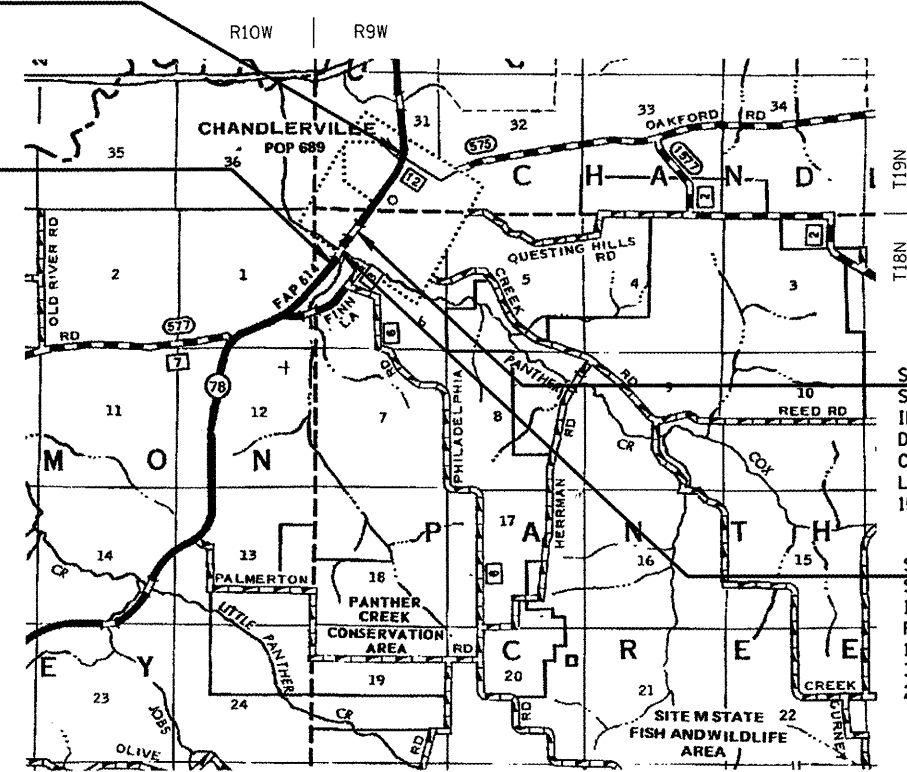 R10W R9W
31 32 33 34
OAKFORD RD
CHANDLERVILLE
POP 689
575
1577
35 36
12
C H A N D L
2
T19N
T18N
OLD RIVER RD
2 1
QUESTING HILLS
RD
5 4 3
2
CREEK
FAP 614
FINN
LA
6
577
RD
7
6
RD
PANTHER
RD
9 10
78
11 12 7 8
PHILADELPHIA
RD
REED RD
CR
COX
M O N
HERRMAN
17
P A N T H
14 13 16 15
CR
6
PALMERTON
18
PANTHER
CREEK
CONSERVATION
AREA
RD
LITTLE PANTHER
CR
E Y
C R E E
19 20 21 22
23 24
CREEK
JOBS
RD
RD
SITE M STATE
FISH AND WILDLIFE
AREA
GURNEY
OLIVE
S
S
I
D
C
L
1